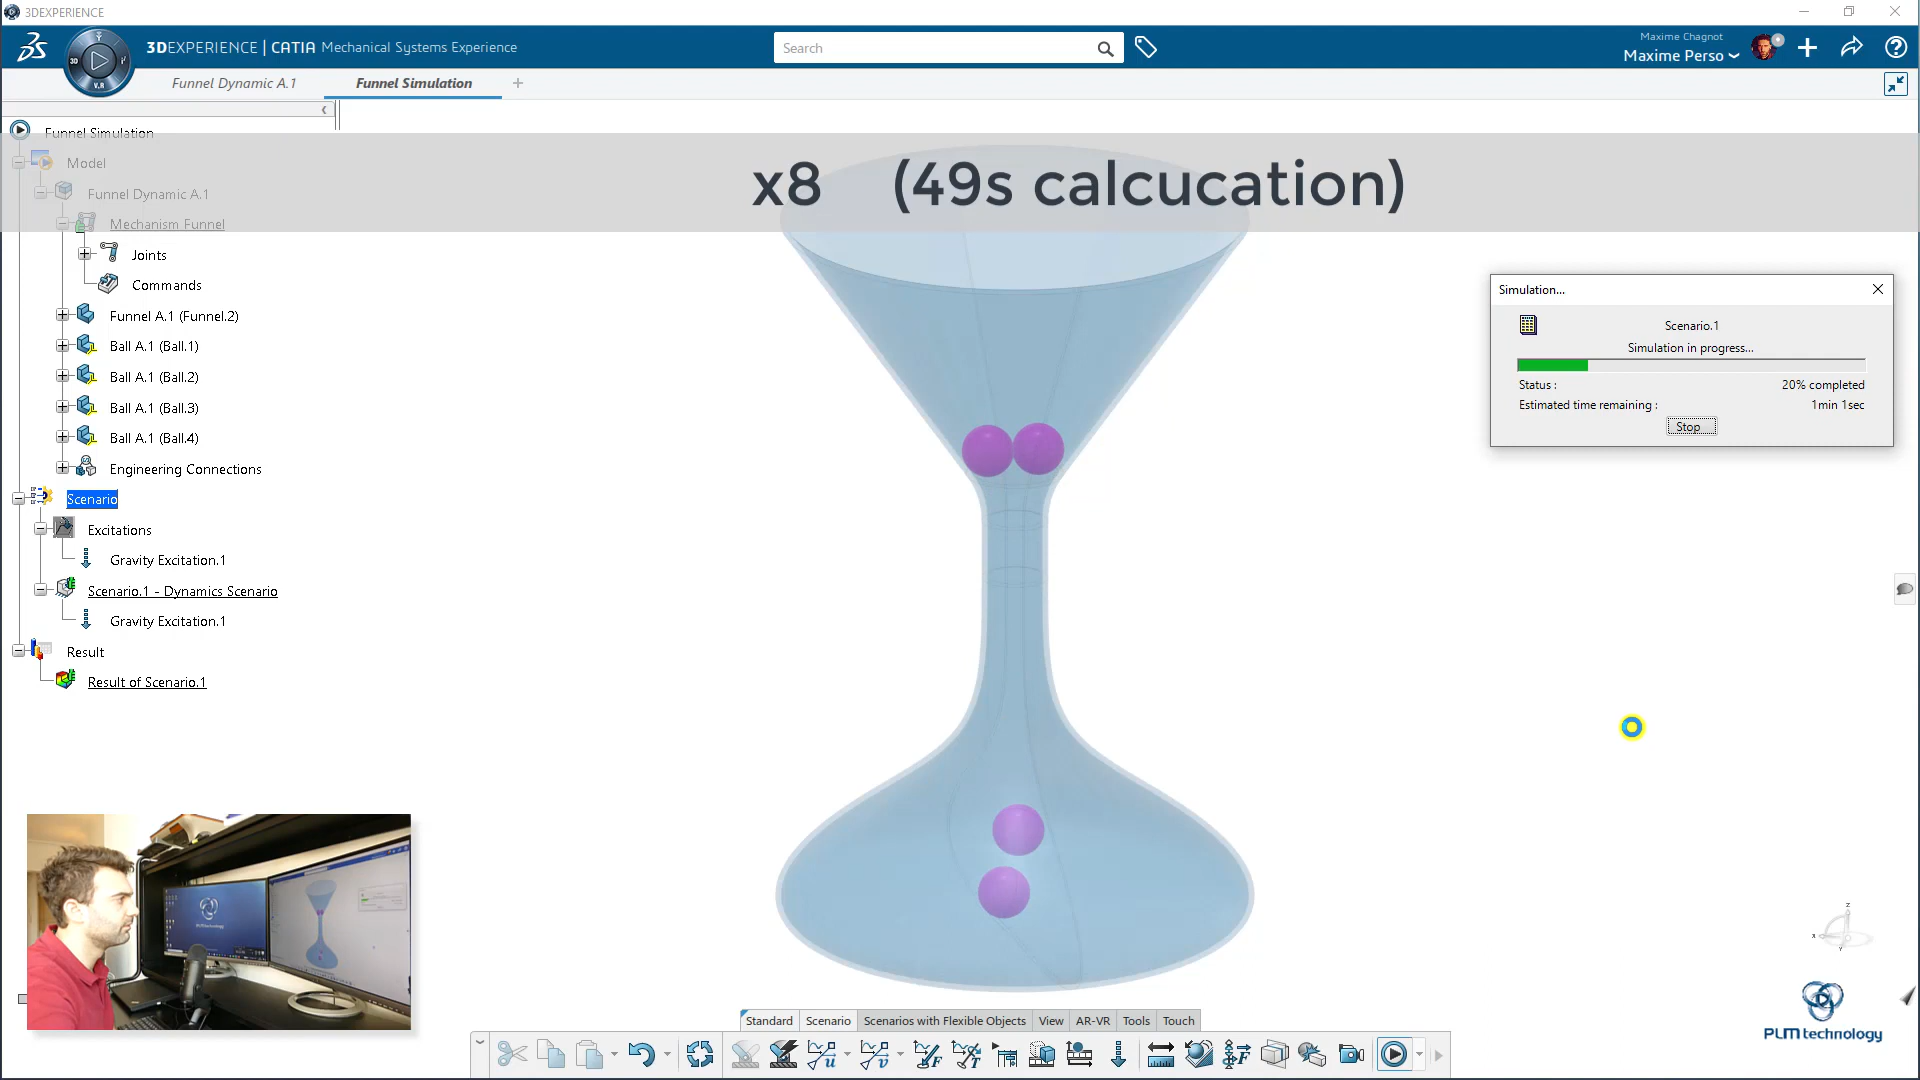 3DEXPERIENCE
3DEXPERIENCE | CATIA Mechanical Systems Experience
Search
Maxime Chagnot
Maxime Perso
3D
V.R
Funnel Dynamic A.1
Funnel Simulation
Funnel Simulation
Model
Funnel Dynamic A.1
Mechanism Funnel
Joints
Commands
Funnel A.1 (Funnel.2)
Ball A.1 (Ball.1)
Ball A.1 (Ball.2)
Ball A.1 (Ball.3)
Ball A.1 (Ball.4)
Engineering Connections
Scenario
Excitations
Gravity Excitation.1
Scenario.1 - Dynamics Scenario
Gravity Excitation.1
Result
Result of Scenario.1
x8 (49s calcucation)
Simulation...
Scenario.1
Simulation in progress...
Status : 20% completed
Estimated time remaining : 1min 1sec
Stop
z
x
y
PLMtechnology
Standard Scenario Scenarios with Flexible Objects View AR-VR Tools Touch